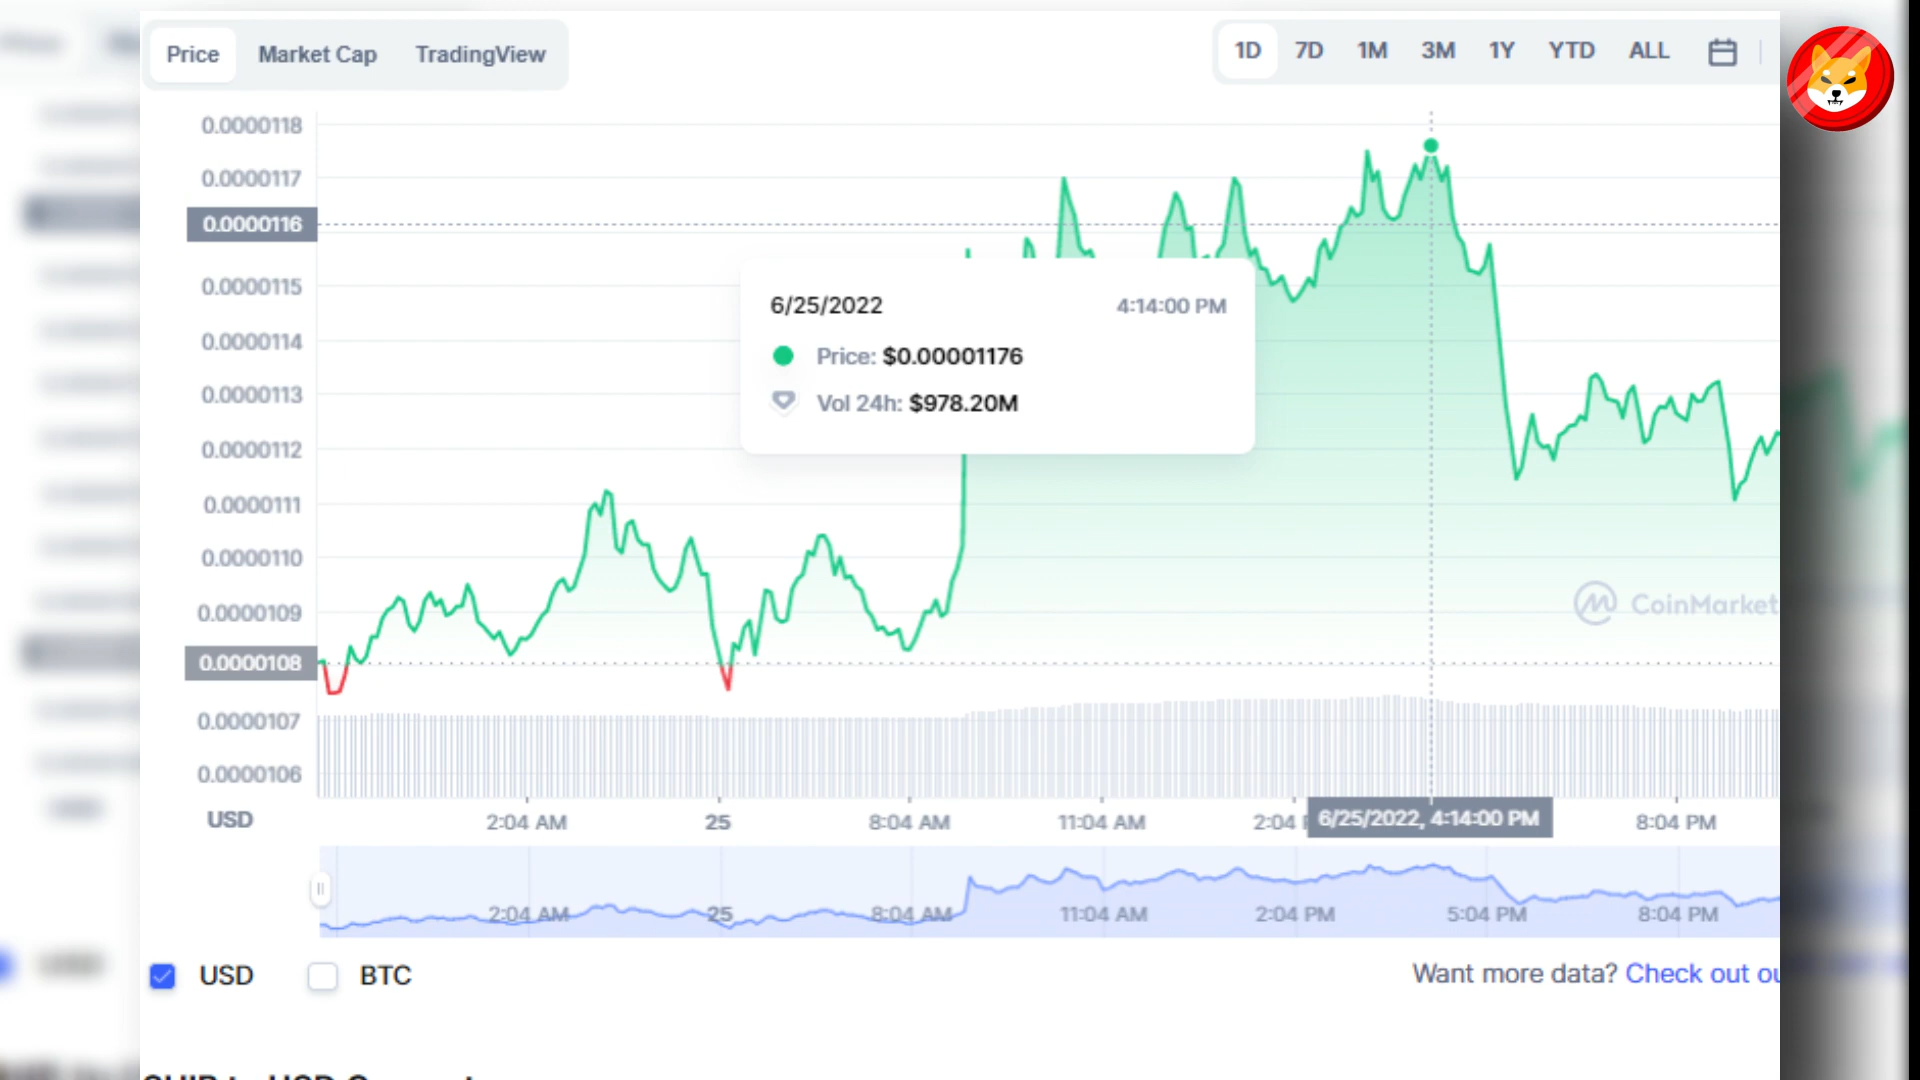 Price Market Cap TradingView
1D 7D 1M 3M 1Y YTD ALL
0.0000118
0.0000117
0.0000116
0.0000115
0.0000114
0.0000113
0.0000112
0.0000111
0.0000110
0.0000109
0.0000108
0.0000107
0.0000106
6/25/2022 4:14:00 PM
Price: $0.00001176
Vol 24h: $978.20M
CoinMarket
USD 2:04 AM 25 8:04 AM 11:04 AM 2:04 6/25/2022, 4:14:00 PM 8:04 PM
2:04 AM 25 8:04 AM 11:04 AM 2:04 PM 5:04 PM 8:04 PM
USD BTC
Want more data? Check out